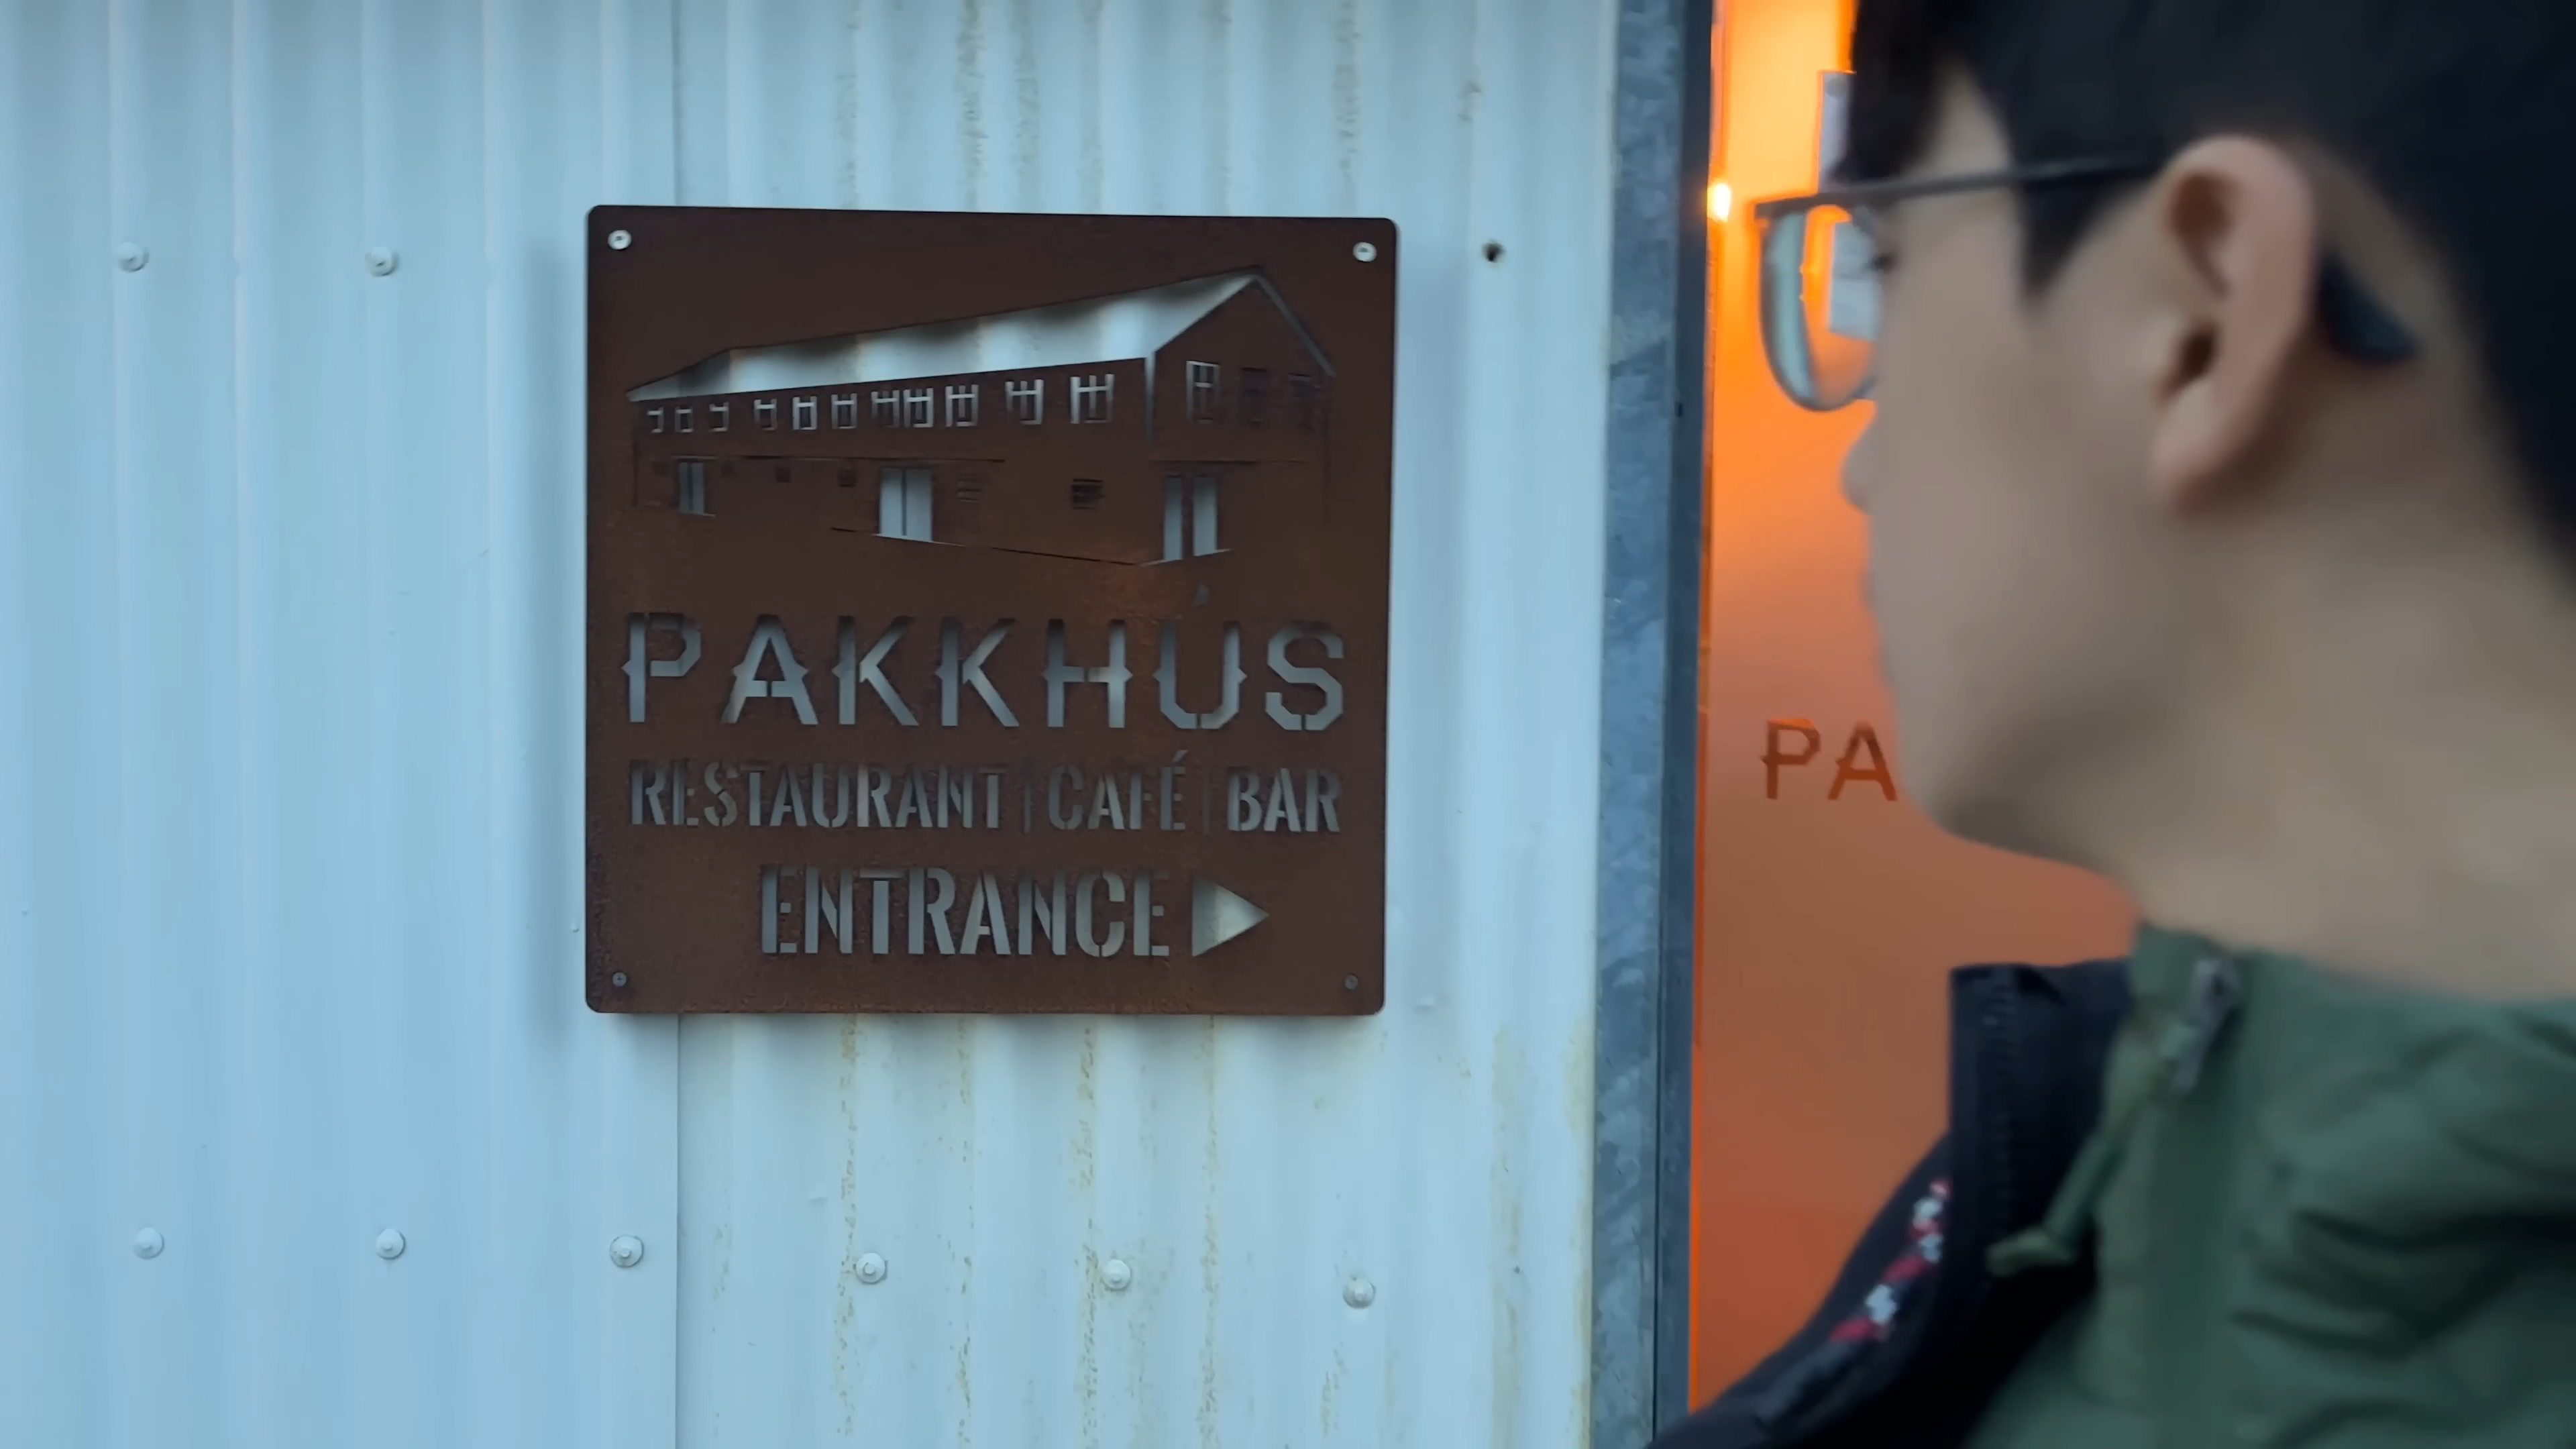 PAKKHÚS
RESTAURANT | CAFÉ | BAR
ENTRANCE ▶
PA